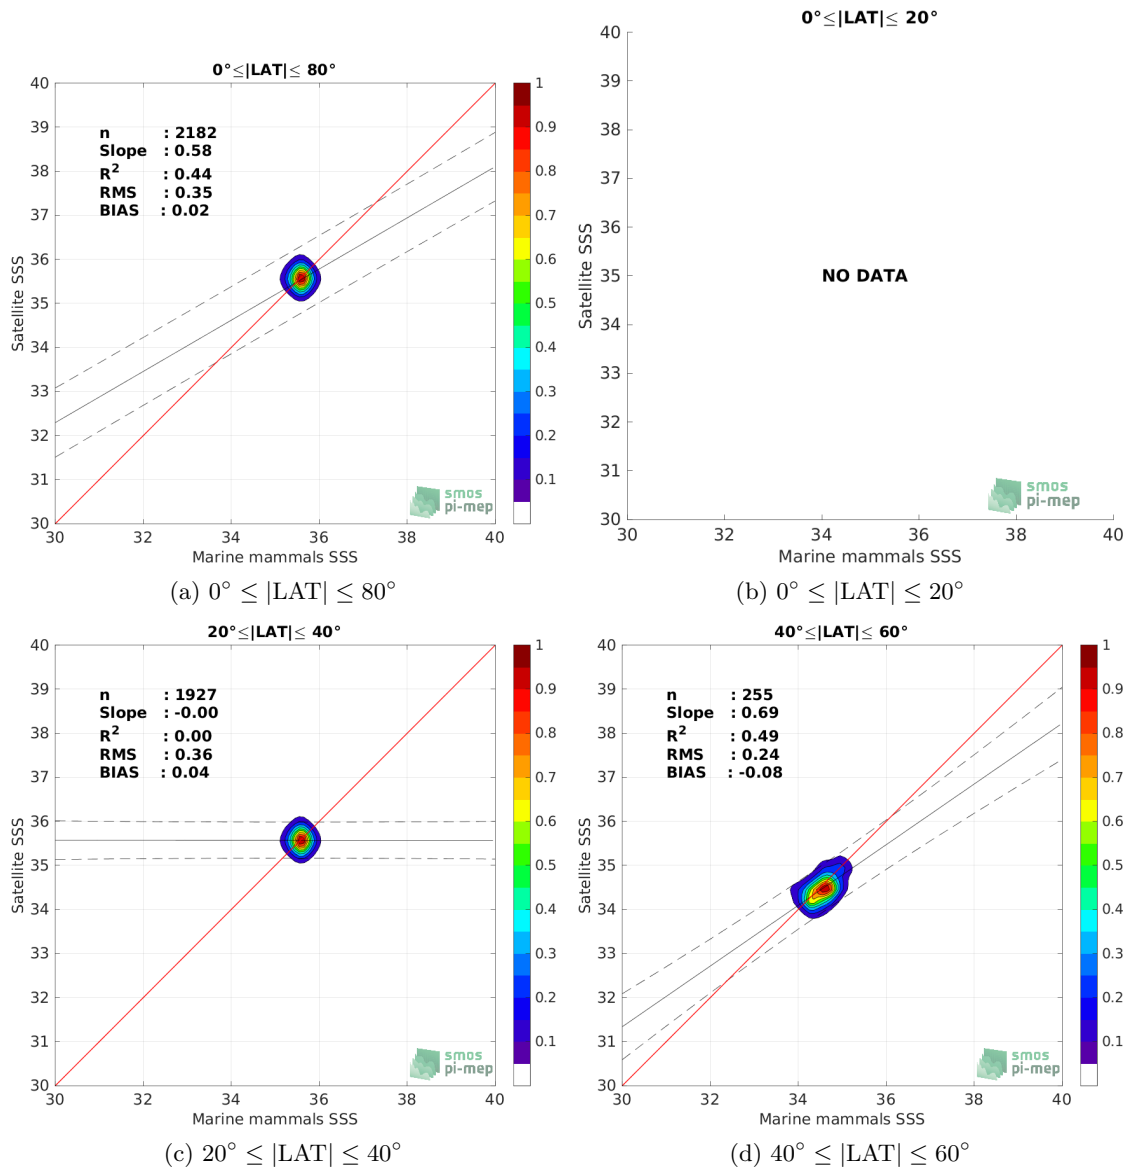 0°≤|LAT|≤ 80°
n : 2182
Slope : 0.58
R² : 0.44
RMS : 0.35
BIAS : 0.02
40
39
38
37
36
35
34
33
32
31
30
30 32 34 36 38 40
Satellite SSS
Marine mammals SSS
1
0.9
0.8
0.7
0.6
0.5
0.4
0.3
0.2
0.1
smos
pi-mep
(a) 0° ≤ |LAT| ≤ 80°
0°≤|LAT|≤ 20°
40
39
38
37
36
35
34
33
32
31
30
30 32 34 36 38 40
Satellite SSS
Marine mammals SSS
NO DATA
smos
pi-mep
(b) 0° ≤ |LAT| ≤ 20°
20°≤|LAT|≤ 40°
n : 1927
Slope : -0.00
R² : 0.00
RMS : 0.36
BIAS : 0.04
40
39
38
37
36
35
34
33
32
31
30
30 32 34 36 38 40
Satellite SSS
Marine mammals SSS
1
0.9
0.8
0.7
0.6
0.5
0.4
0.3
0.2
0.1
smos
pi-mep
(c) 20° ≤ |LAT| ≤ 40°
40°≤|LAT|≤ 60°
n : 255
Slope : 0.69
R² : 0.49
RMS : 0.24
BIAS : -0.08
40
39
38
37
36
35
34
33
32
31
30
30 32 34 36 38 40
Satellite SSS
Marine mammals SSS
1
0.9
0.8
0.7
0.6
0.5
0.4
0.3
0.2
0.1
smos
pi-mep
(d) 40° ≤ |LAT| ≤ 60°